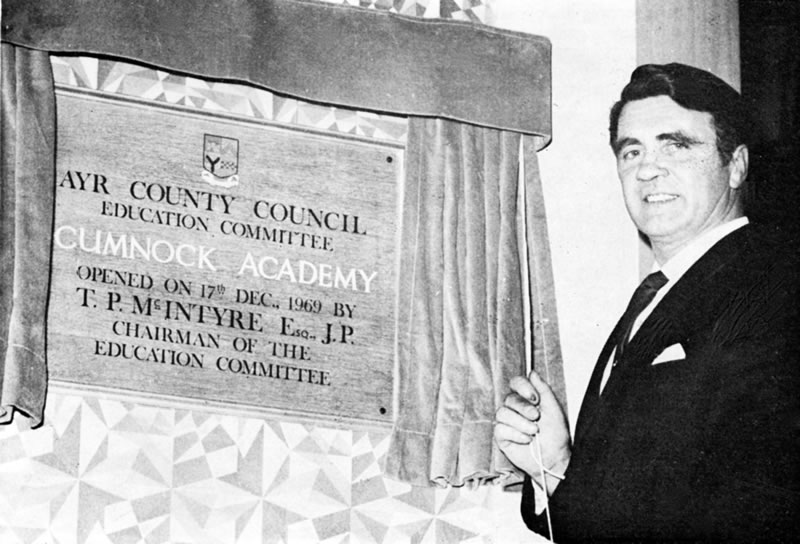 AYR COUNTY COUNCIL
EDUCATION COMMITTEE
CUMNOCK ACADEMY
OPENED ON 17th DEC., 1969 BY
T. P. McINTYRE Esq., J.P.
CHAIRMAN OF THE
EDUCATION COMMITTEE